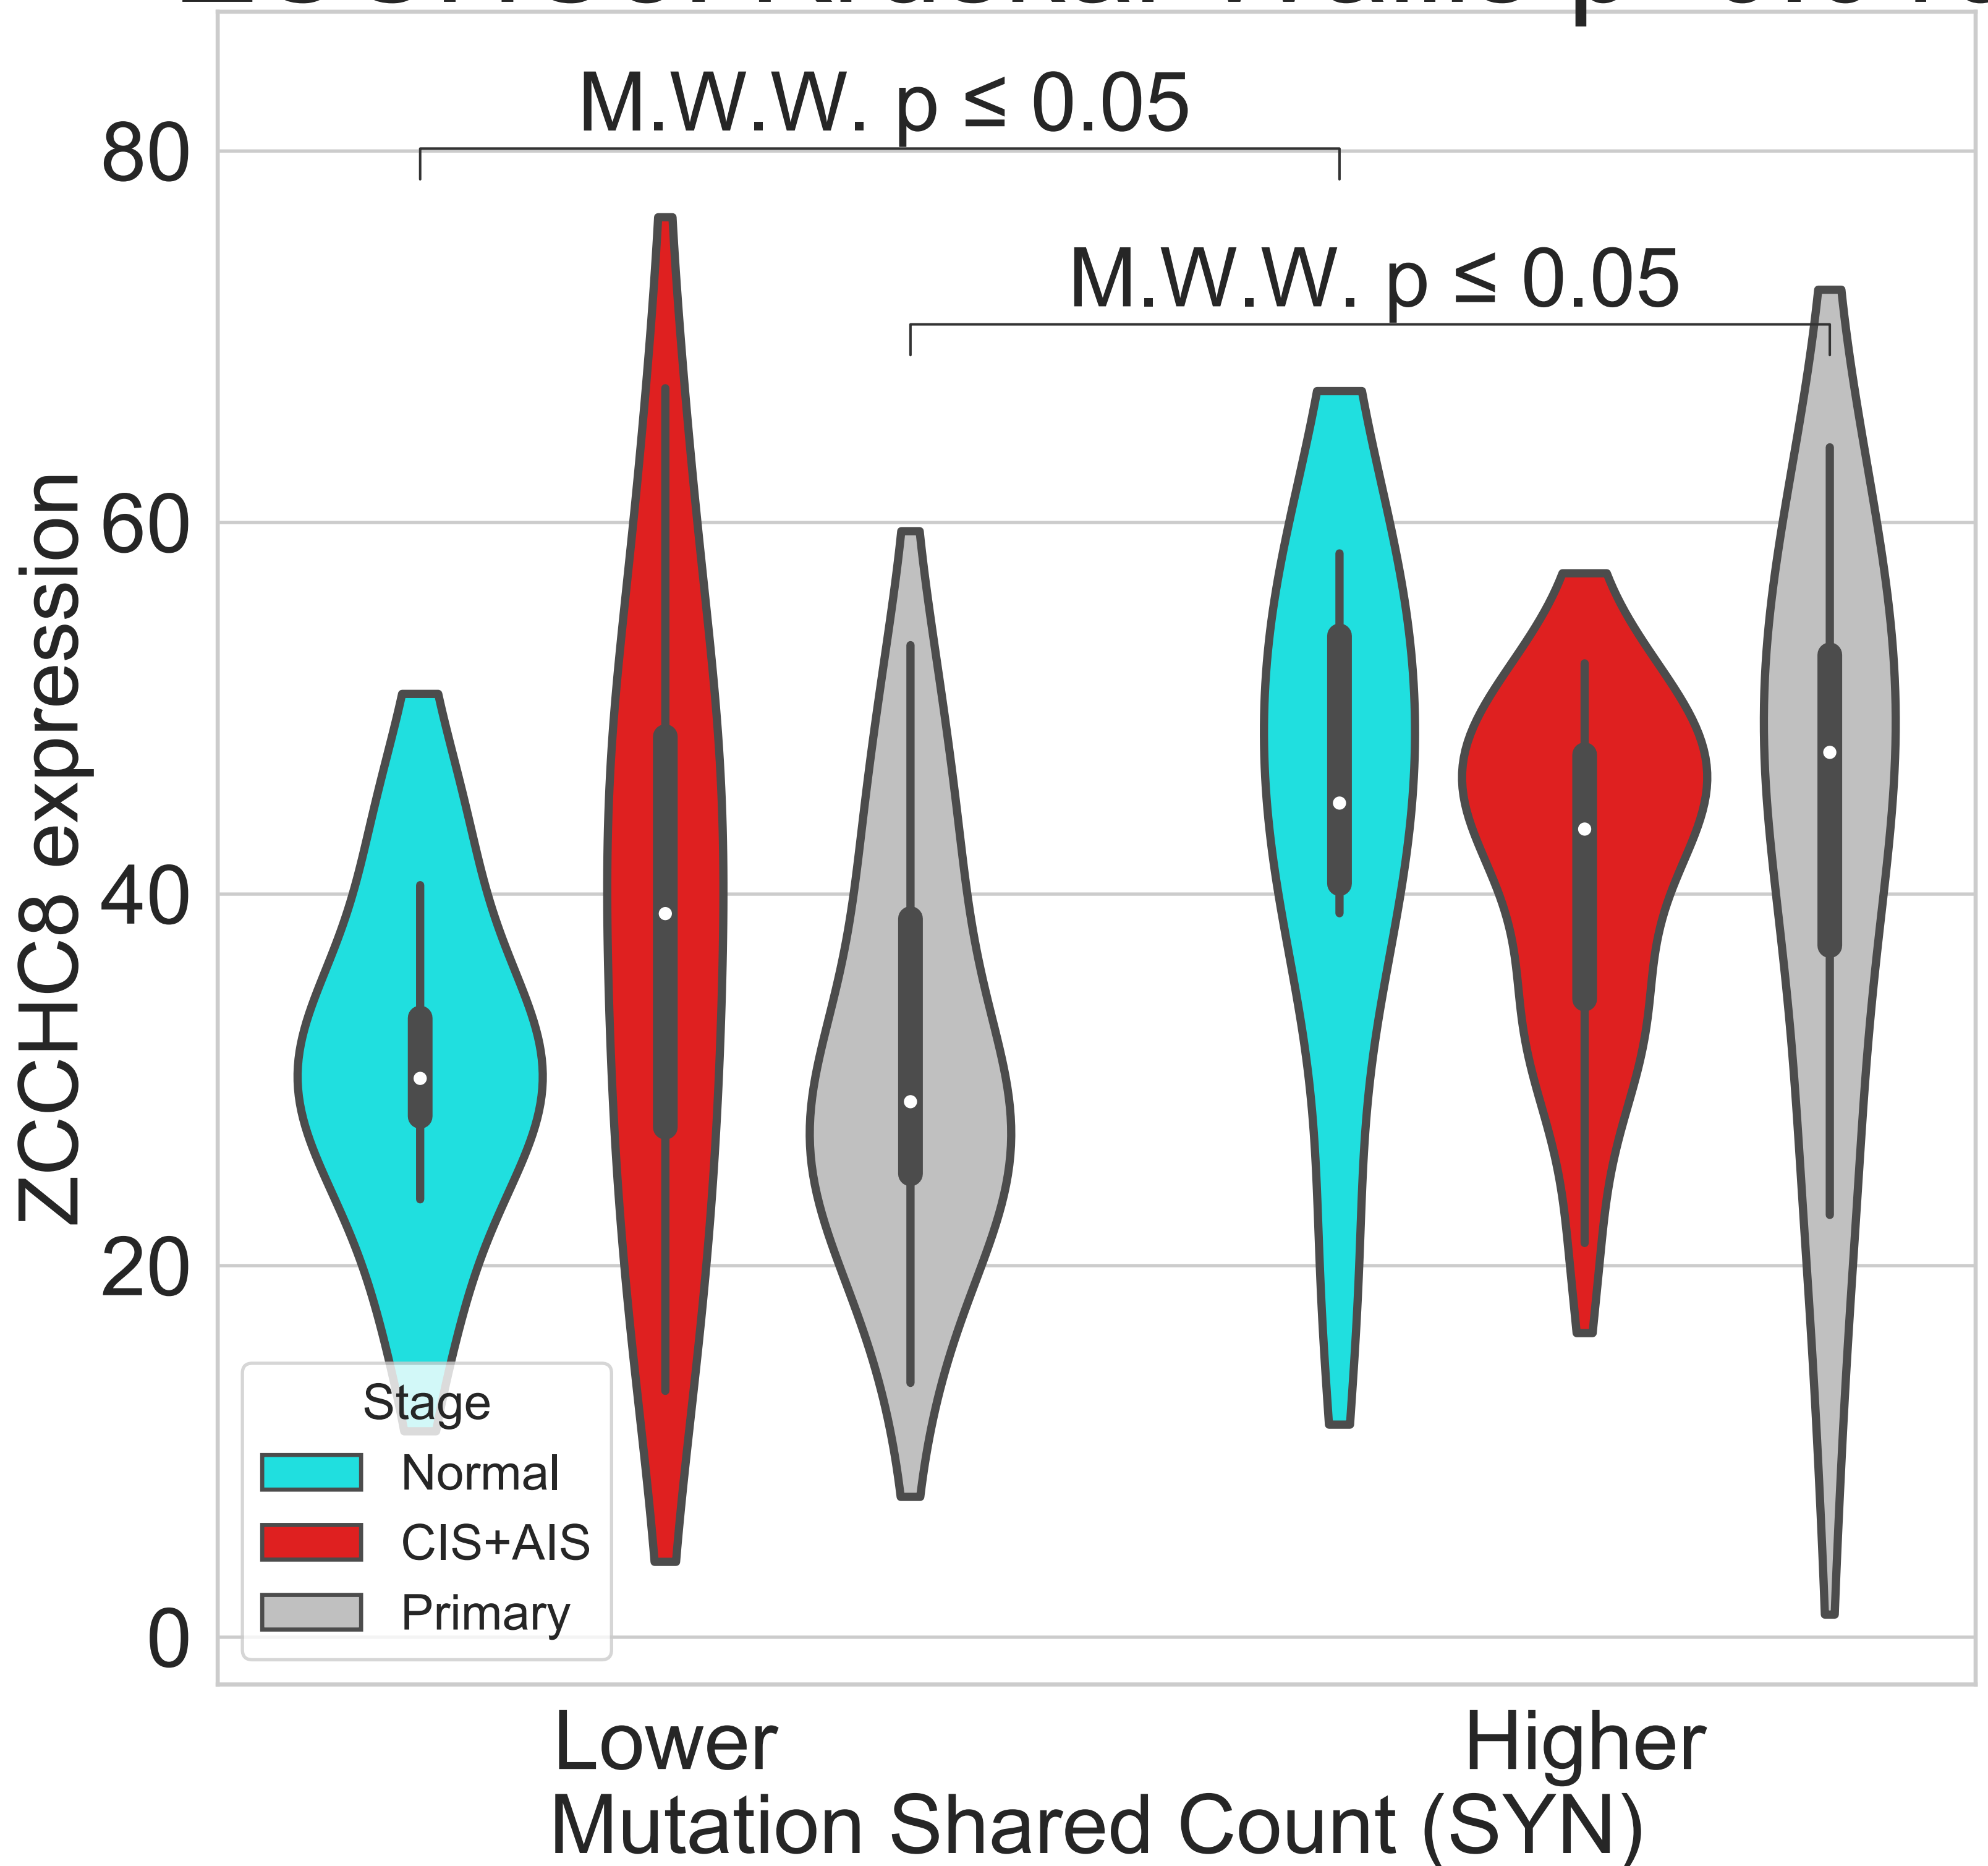 M.W.W. p ≤ 0.05
M.W.W. p ≤ 0.05
80
60
40
20
0
ZCCHC8 expression
Stage
Normal
CIS+AIS
Primary
Lower
Higher
Mutation Shared Count (SYN)